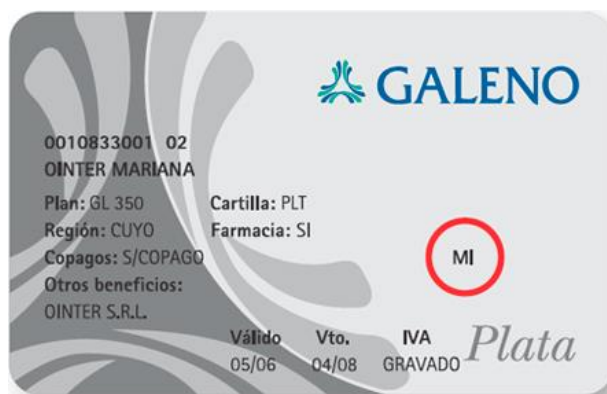 GALENO
0010833001 02
OINTER MARIANA
Plan: GL 350 Cartilla: PLT
Región: CUYO Farmacia: SI
Copagos: S/COPAGO
MI
Otros beneficios:
OINTER S.R.L.
Válido Vto. IVA
05/06 04/08 GRAVADO
Plata